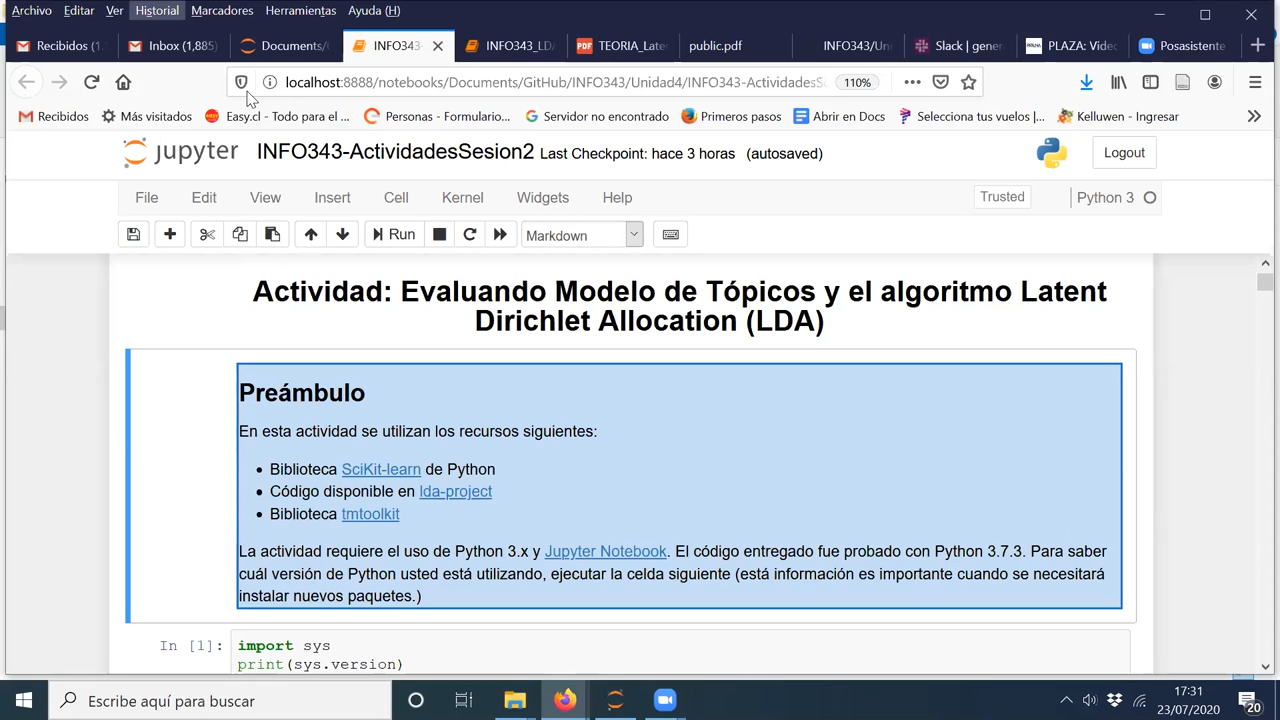 Archivo Editar Ver Historial Marcadores Herramientas Ayuda (H)
Recibidos (1. Inbox (1,885) Documents/ INFO343- INFO343_LD PDF TEORIA_Late public.pdf INFO343/Uni Slack | gener PLAZA: Vide Posasistente
localhost:8888/notebooks/Documents/GitHub/INFO343/Unidad4/INFO343-ActividadesS 110%
Recibidos Más visitados Easy.cl - Todo para el ... Personas - Formulario... Servidor no encontrado Primeros pasos Abrir en Docs Selecciona tus vuelos |... Kelluwen - Ingresar
jupyter INFO343-ActividadesSesion2 Last Checkpoint: hace 3 horas (autosaved) Logout
File Edit View Insert Cell Kernel Widgets Help Trusted Python 3
Run Markdown
Actividad: Evaluando Modelo de Tópicos y el algoritmo Latent
Dirichlet Allocation (LDA)
Preámbulo
En esta actividad se utilizan los recursos siguientes:
• Biblioteca SciKit-learn de Python
• Código disponible en lda-project
• Biblioteca tmtoolkit
La actividad requiere el uso de Python 3.x y Jupyter Notebook. El código entregado fue probado con Python 3.7.3. Para saber
cuál versión de Python usted está utilizando, ejecutar la celda siguiente (está información es importante cuando se necesitará
instalar nuevos paquetes.)
In [1]: import sys
print(sys.version)
Escribe aquí para buscar
17:31
23/07/2020
20